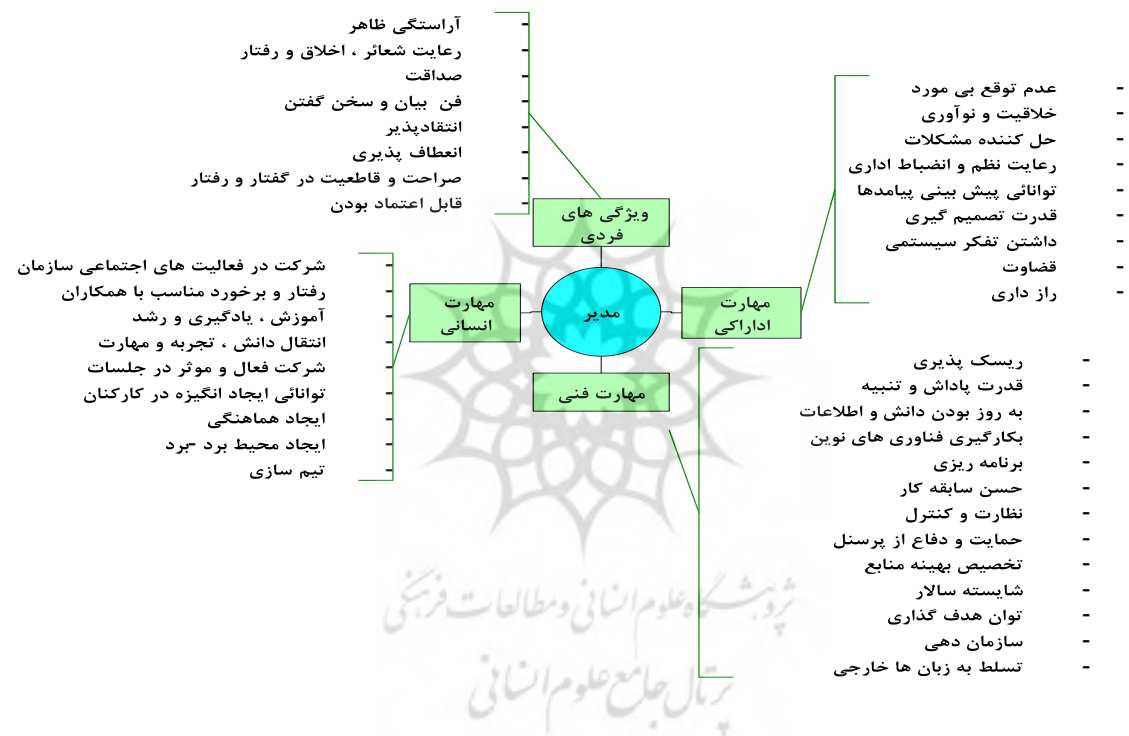 - آراستگی ظاهر
- رعایت شعائر ، اخلاق و رفتار
- صداقت
- فن بیان و سخن گفتن
- انتقادپذیر
- انعطاف پذیری
- صراحت و قاطعیت در گفتار و رفتار
- قابل اعتماد بودن
ویژگی های
فردی
- عدم توقع بی مورد
- خلاقیت و نوآوری
- حل کننده مشکلات
- رعایت نظم و انضباط اداری
- توانائی پیش بینی پیامدها
- قدرت تصمیم گیری
- داشتن تفکر سیستمی
- قضاوت
- راز داری
مهارت
اداراکی
مدیر
مهارت
انسانی
- شرکت در فعالیت های اجتماعی سازمان
- رفتار و برخورد مناسب با همکاران
- آموزش ، یادگیری و رشد
- انتقال دانش ، تجربه و مهارت
- شرکت فعال و موثر در جلسات
- توانائی ایجاد انگیزه در کارکنان
- ایجاد هماهنگی
- ایجاد محیط برد -برد
- تیم سازی
مهارت فنی
- ریسک پذیری
- قدرت پاداش و تنبیه
- به روز بودن دانش و اطلاعات
- بکارگیری فناوری های نوین
- برنامه ریزی
- حسن سابقه کار
- نظارت و کنترل
- حمایت و دفاع از پرسنل
- تخصیص بهینه منابع
- شایسته سالار
- توان هدف گذاری
- سازمان دهی
- تسلط به زبان ها خارجی
پژوهشگاه علوم انسانی و مطالعات فرهنگی
پرتال جامع علوم انسانی